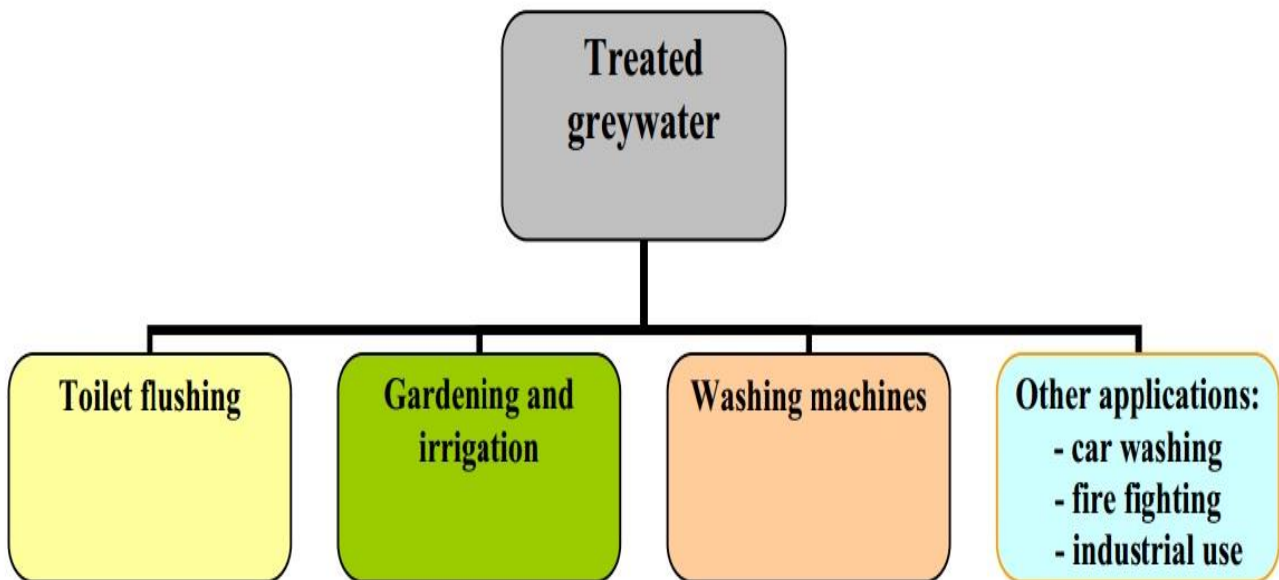 Treated
greywater
Toilet flushing
Gardening and
irrigation
Washing machines
Other applications:
- car washing
- fire fighting
- industrial use